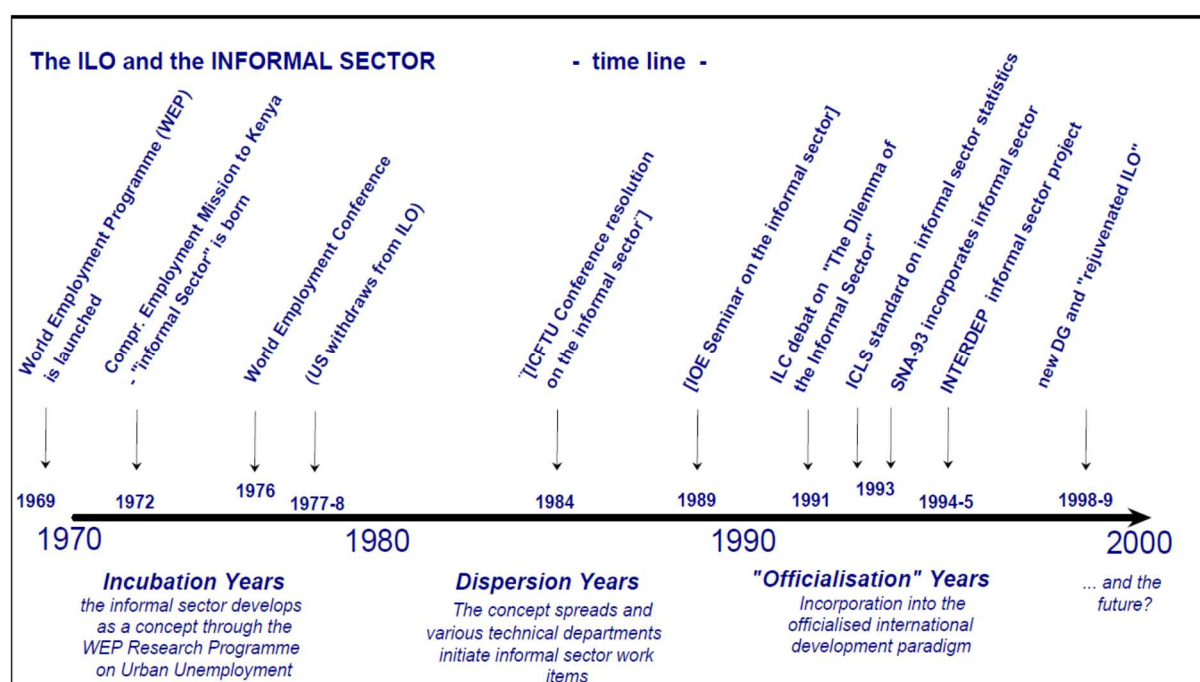 The ILO and the INFORMAL SECTOR - time line -
World Employment Programme (WEP)
is launched
Compr. Employment Mission to Kenya
- "Informal Sector" is born
World Employment Conference
(US withdraws from ILO)
¨[ICFTU Conference resolution
on the informal sector¨]
[IOE Seminar on the informal sector]
ILC debat on "The Dilemma of
the Informal Sector"
ICLS standard on informal sector statistics
SNA-93 incorporates informal sector
INTERDEP informal sector project
new DG and "rejuvenated ILO"
1969
1972
1976
1977-8
1984
1989
1991
1993
1994-5
1998-9
1970
1980
1990
2000
Incubation Years
the informal sector develops
as a concept through the
WEP Research Programme
on Urban Unemployment
Dispersion Years
The concept spreads and
various technical departments
initiate informal sector work
items
"Officialisation" Years
Incorporation into the
officialised international
development paradigm
... and the
future?